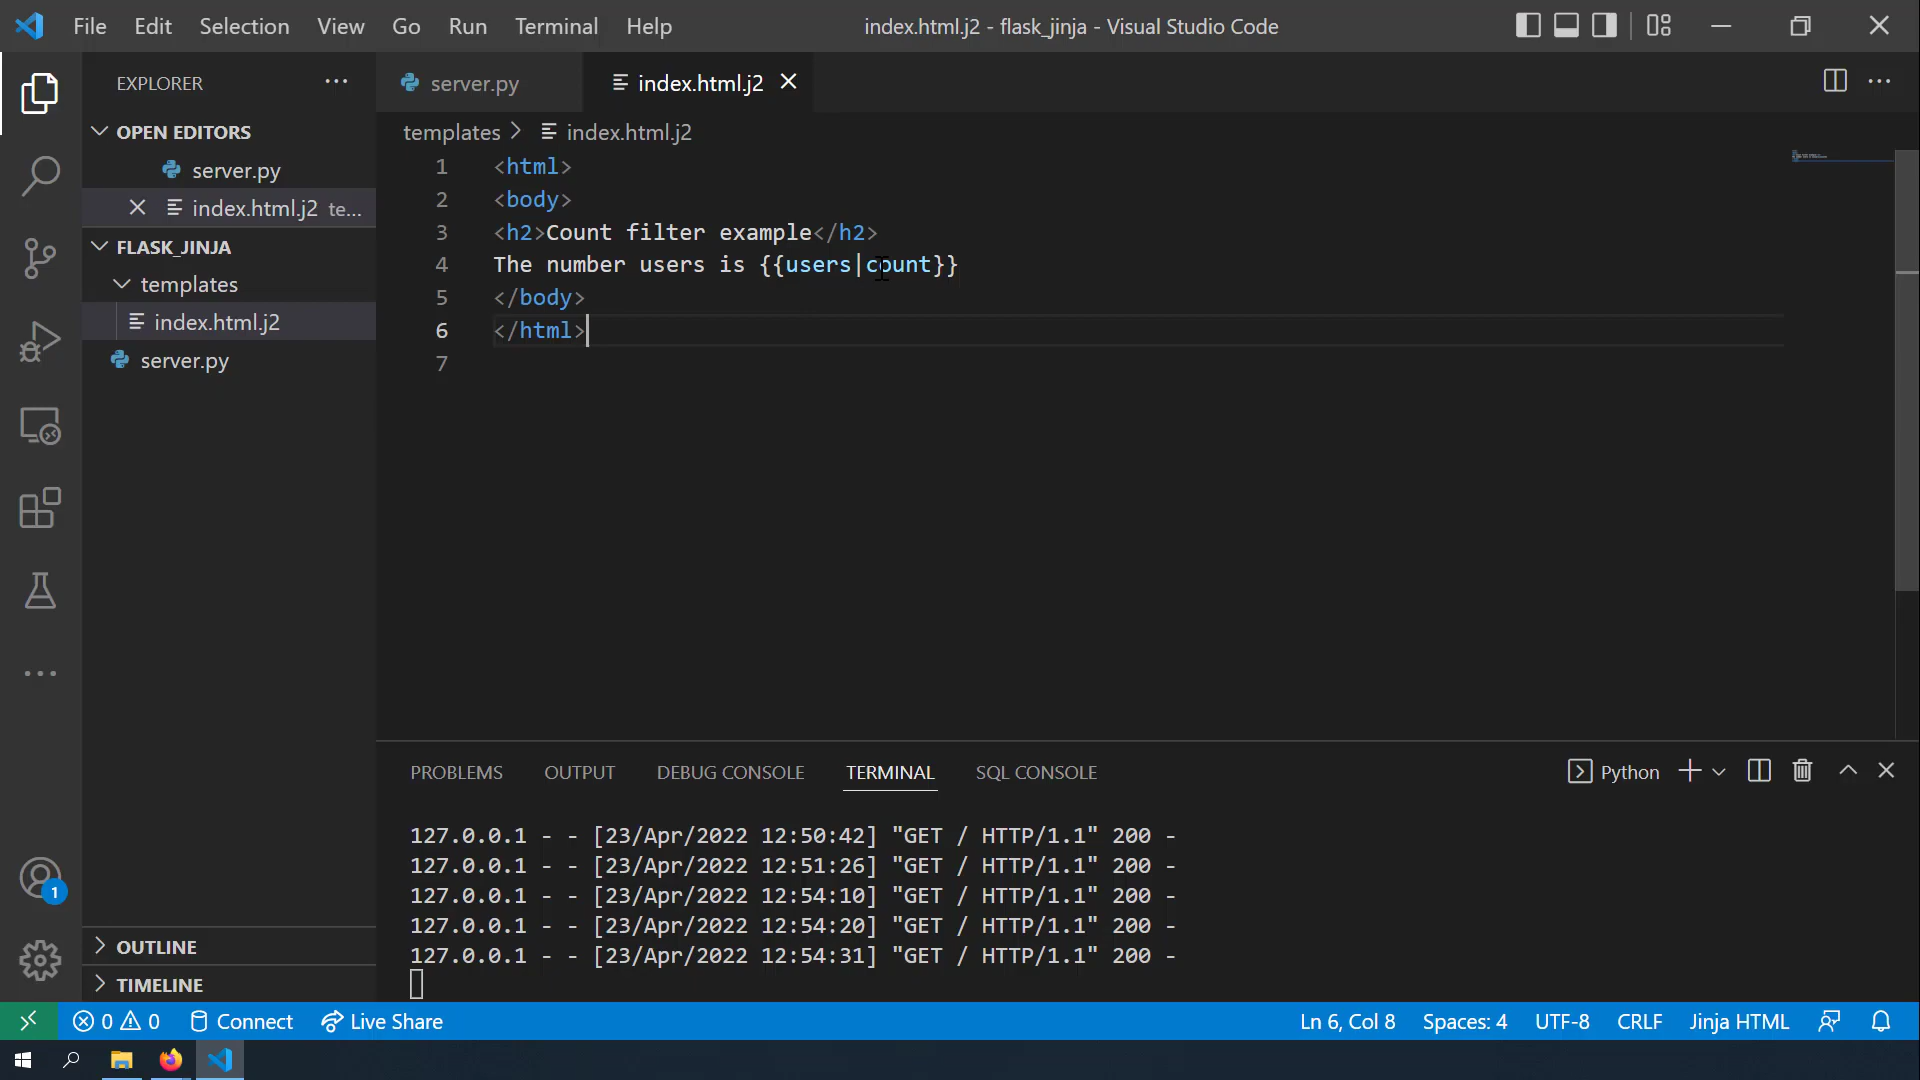 File Edit Selection View Go Run Terminal Help index.html.j2 - flask_jinja - Visual Studio Code
EXPLORER
server.py index.html.j2
OPEN EDITORS
server.py
index.html.j2 te...
FLASK_JINJA
templates
index.html.j2
server.py
OUTLINE
TIMELINE
templates > index.html.j2
1 <html>
2 <body>
3 <h2>Count filter example</h2>
4 The number users is {{users|count}}
5 </body>
6 </html>
7
PROBLEMS OUTPUT DEBUG CONSOLE TERMINAL SQL CONSOLE Python
127.0.0.1 - - [23/Apr/2022 12:50:42] "GET / HTTP/1.1" 200 -
127.0.0.1 - - [23/Apr/2022 12:51:26] "GET / HTTP/1.1" 200 -
127.0.0.1 - - [23/Apr/2022 12:54:10] "GET / HTTP/1.1" 200 -
127.0.0.1 - - [23/Apr/2022 12:54:20] "GET / HTTP/1.1" 200 -
127.0.0.1 - - [23/Apr/2022 12:54:31] "GET / HTTP/1.1" 200 -
1
0 0 Connect Live Share Ln 6, Col 8 Spaces: 4 UTF-8 CRLF Jinja HTML